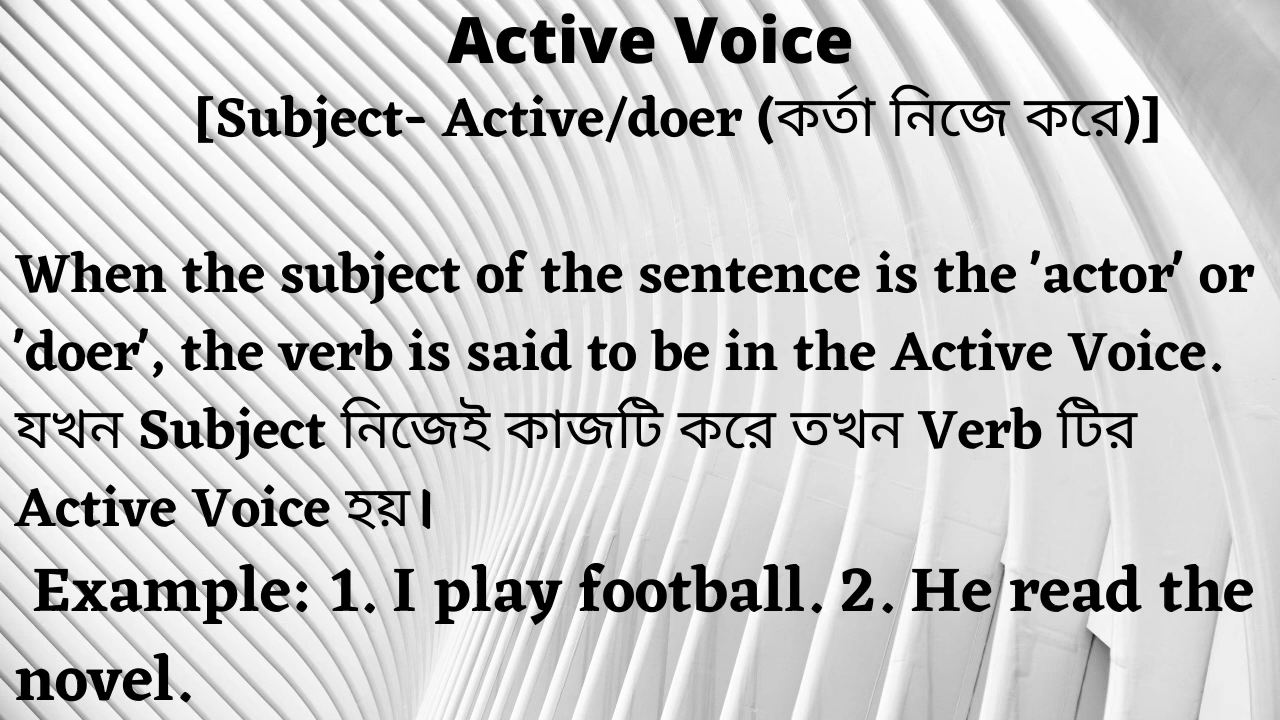 Active Voice
[Subject- Active/doer (কর্তা নিজে করে)]
When the subject of the sentence is the 'actor' or
'doer', the verb is said to be in the Active Voice.
যখন Subject নিজেই কাজটি করে তখন Verb টির
Active Voice হয়।
Example: 1. I play football. 2. He read the
novel.